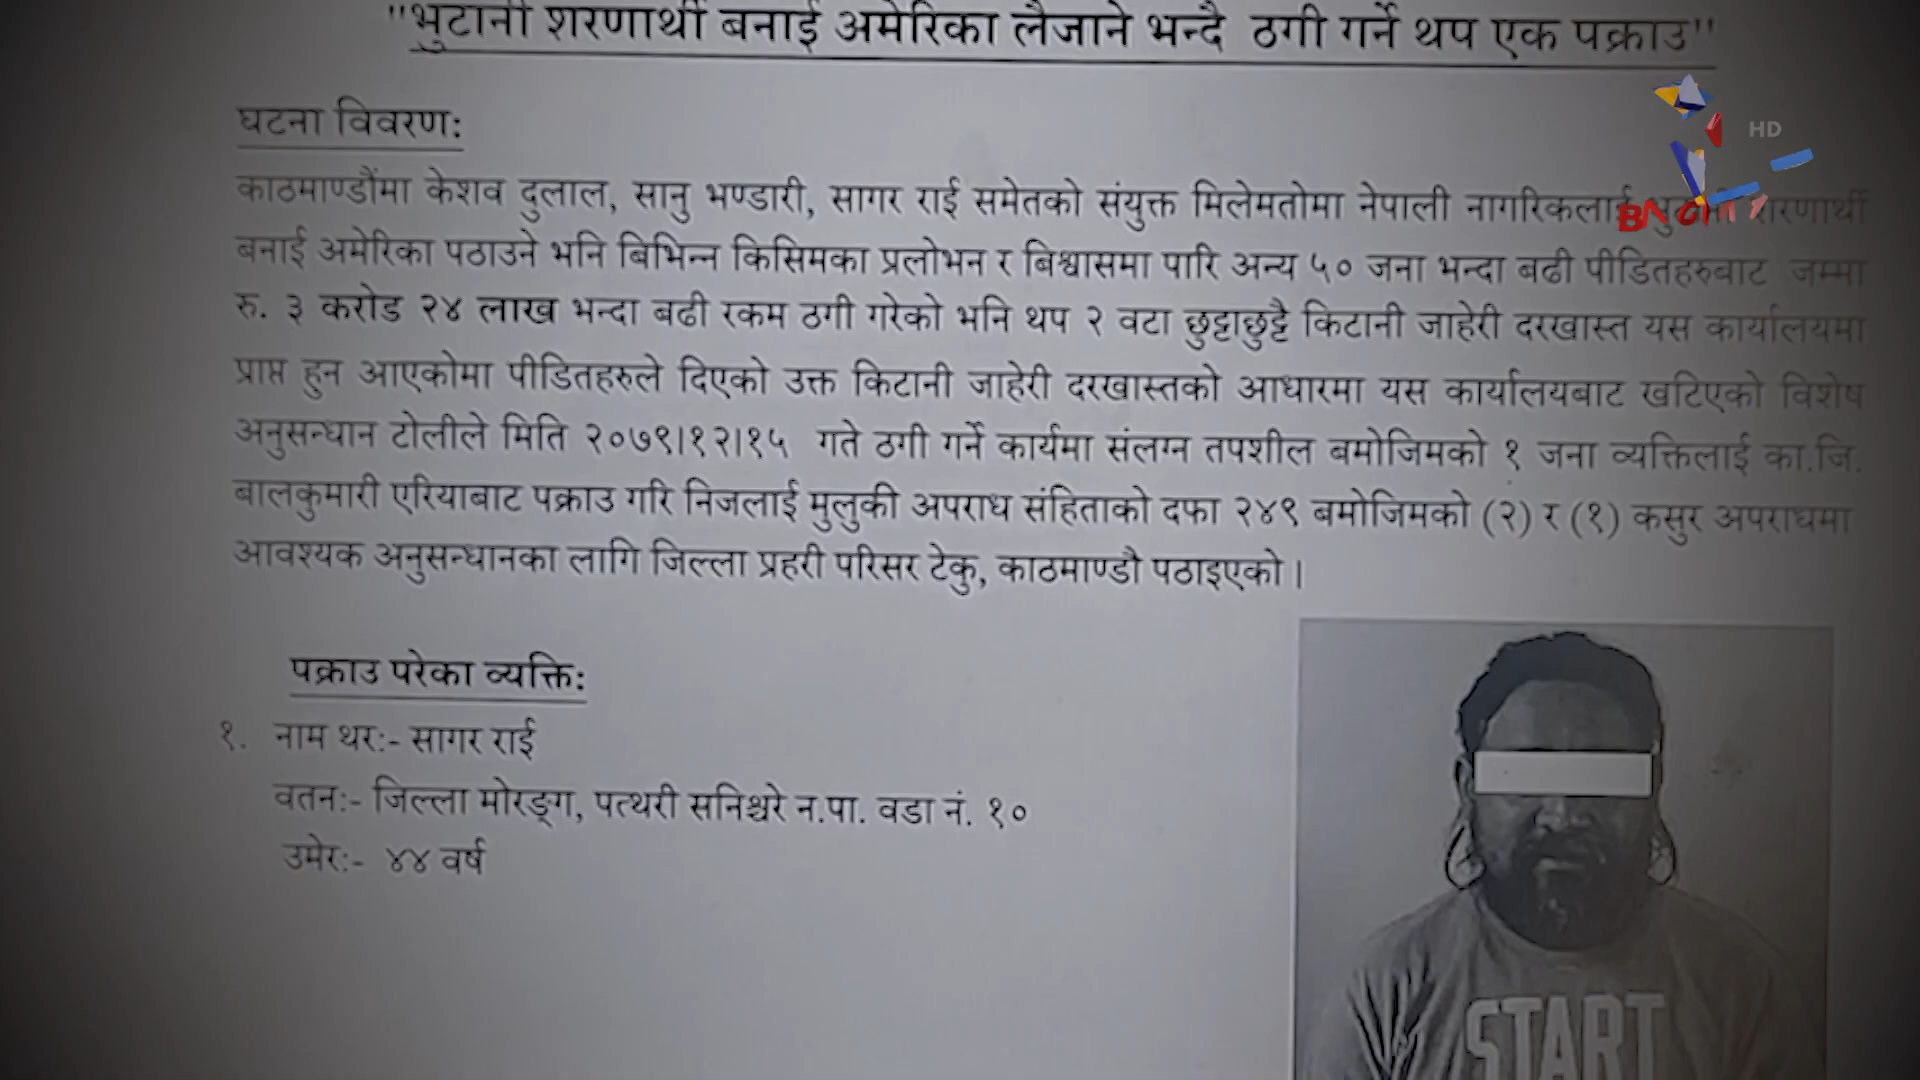 "भुटानी शरणार्थी बनाई अमेरिका लैजाने भन्दै ठगी गर्ने थप एक पक्राउ"
घटना विवरण:
HD
काठमाण्डौंमा केशव दुलाल, सानु भण्डारी, सागर राई समेतको संयुक्त मिलेमतोमा नेपाली नागरिकलाई शरणार्थी
बनाई अमेरिका पठाउने भनि बिभिन्न किसिमका प्रलोभन र बिश्वासमा पारि अन्य ५० जना भन्दा बढी पीडितहरुबाट जम्मा
रु. ३ करोड २४ लाख भन्दा बढी रकम ठगी गरेको भनि थप २ वटा छुट्टाछुट्टै किटानी जाहेरी दरखास्त यस कार्यालयमा
प्राप्त हुन आएकोमा पीडितहरुले दिएको उक्त किटानी जाहेरी दरखास्तको आधारमा यस कार्यालयबाट खटिएको विशेष
अनुसन्धान टोलीले मिति २०७९।१२।१५ गते ठगी गर्ने कार्यमा संलग्न तपशील बमोजिमको १ जना व्यक्तिलाई का.जि.
बालकुमारी एरियाबाट पक्राउ गरि निजलाई मुलुकी अपराध संहिताको दफा २४९ बमोजिमको (२) र (१) कसुर अपराधमा
आवश्यक अनुसन्धानका लागि जिल्ला प्रहरी परिसर टेकु, काठमाण्डौ पठाइएको।
पक्राउ परेका व्यक्ति:
१. नाम थर:- सागर राई
वतन:- जिल्ला मोरङ्ग, पत्थरी सनिश्चरे न.पा. वडा नं. १०
उमेर:- ४४ वर्ष
START